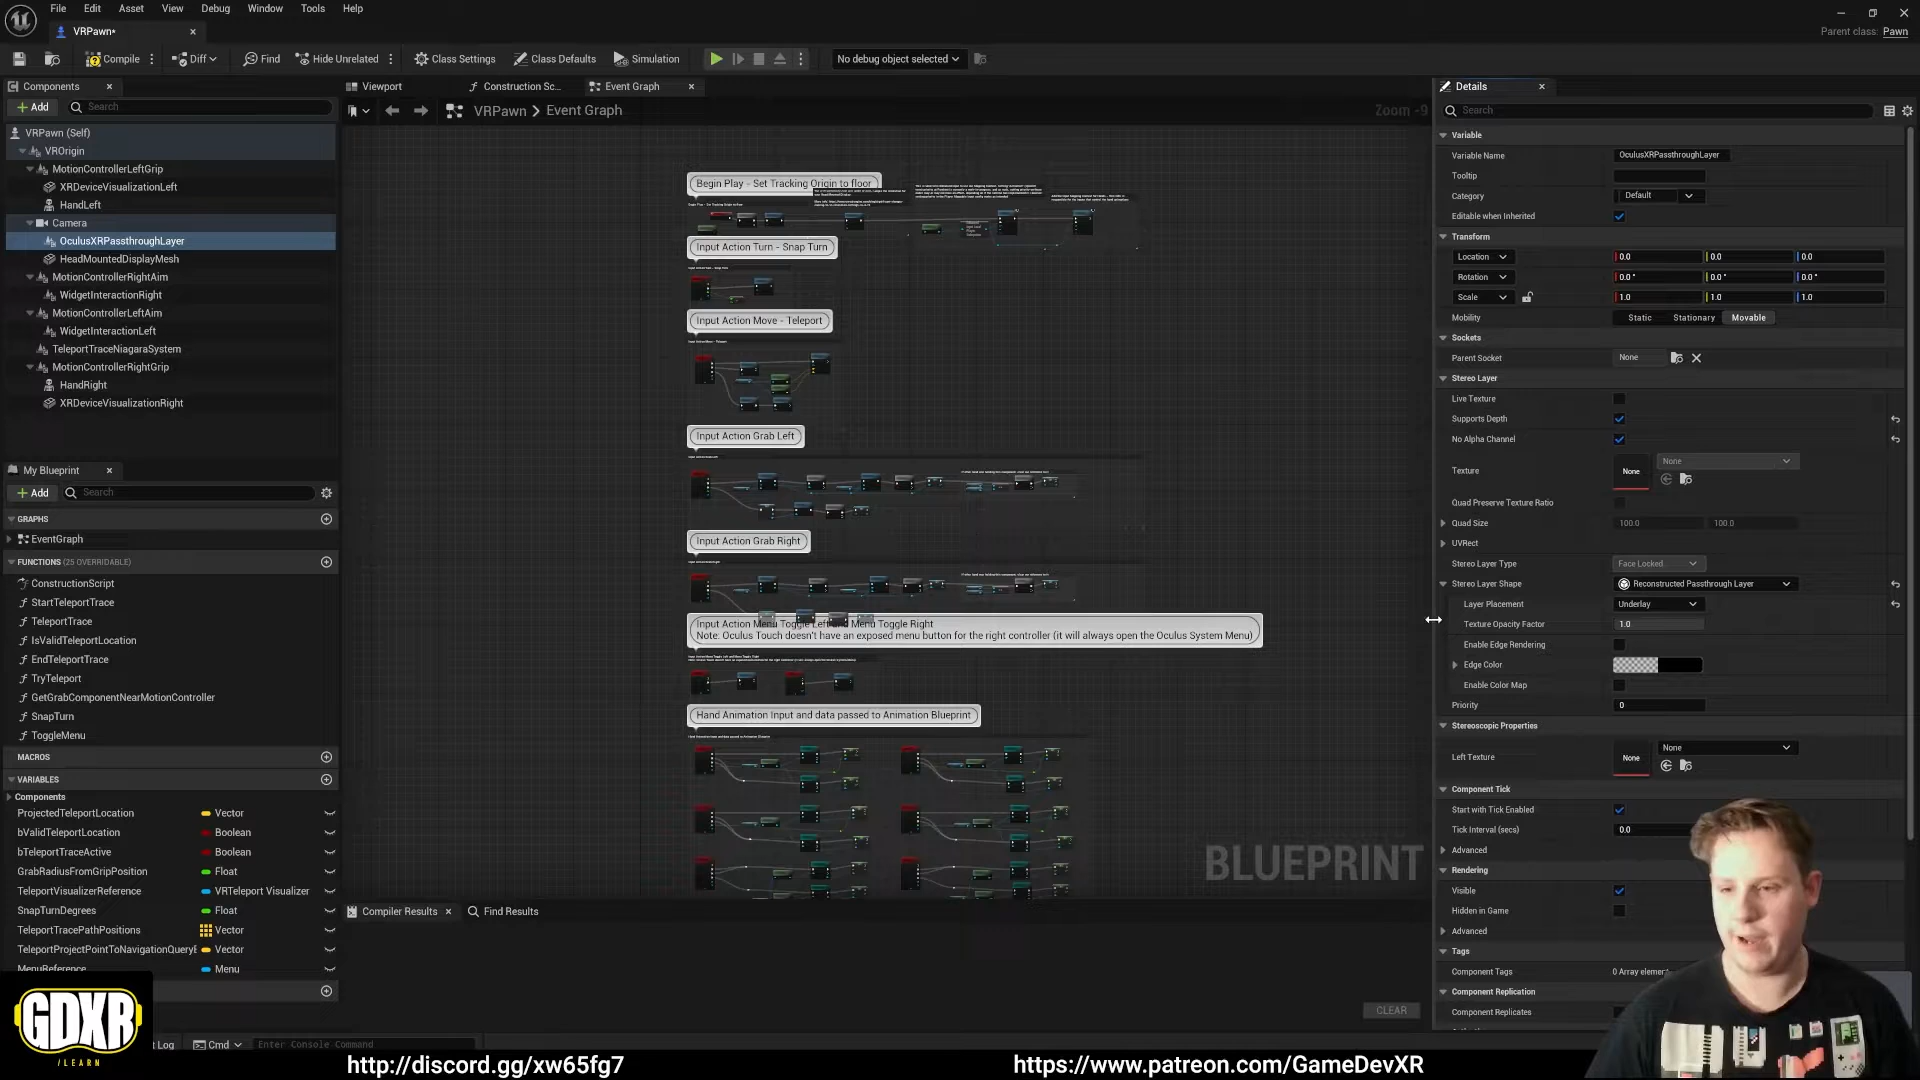 File Edit Asset View Debug Window Tools Help
VRPawn*
Parent class: Pawn
Compile Diff Find Hide Unrelated Class Settings Class Defaults Simulation No debug object selected
Components
Add Search
VRPawn (Self)
VROrigin
MotionControllerLeftGrip
XRDeviceVisualizationLeft
HandLeft
Camera
OculusXRPassthroughLayer
HeadMountedDisplayMesh
MotionControllerRightAim
WidgetInteractionRight
MotionControllerLeftAim
WidgetInteractionLeft
TeleportTraceNiagaraSystem
MotionControllerRightGrip
HandRight
XRDeviceVisualizationRight
My Blueprint
Add Search
GRAPHS
EventGraph
FUNCTIONS (25 OVERRIDABLE)
ConstructionScript
StartTeleportTrace
TeleportTrace
IsValidTeleportLocation
EndTeleportTrace
TryTeleport
GetGrabComponentNearMotionController
SnapTurn
ToggleMenu
MACROS
VARIABLES
Components
ProjectedTeleportLocation Vector
bValidTeleportLocation Boolean
bTeleportTraceActive Boolean
GrabRadiusFromGripPosition Float
TeleportVisualizerReference VRTeleport Visualizer
SnapTurnDegrees Float
TeleportTracePathPositions Vector
TeleportProjectPointToNavigationQueryE Vector
MenuReference Menu
GDXR
/LEARN
Log Cmd Enter Console Command
Viewport Construction Sc... Event Graph
VRPawn > Event Graph
Zoom -9
Begin Play - Set Tracking Origin to floor
Input Action Turn - Snap Turn
Input Action Move - Teleport
Input Action Grab Left
Input Action Grab Right
Input Action Menu Toggle Left and Menu Toggle Right
Note: Oculus Touch doesn't have an exposed menu button for the right controller (it will always open the Oculus System Menu)
Hand Animation Input and data passed to Animation Blueprint
BLUEPRINT
Compiler Results Find Results
CLEAR
Details
Search
Variable
Variable Name OculusXRPassthroughLayer
Tooltip
Category Default
Editable when Inherited
Transform
Location 0.0 0.0 0.0
Rotation 0.0° 0.0° 0.0°
Scale 1.0 1.0 1.0
Mobility Static Stationary Movable
Sockets
Parent Socket None
Stereo Layer
Live Texture
Supports Depth
No Alpha Channel
Texture None None
Quad Preserve Texture Ratio
Quad Size 100.0 100.0
UVRect
Stereo Layer Type Face Locked
Stereo Layer Shape Reconstructed Passthrough Layer
Layer Placement Underlay
Texture Opacity Factor 1.0
Enable Edge Rendering
Edge Color
Enable Color Map
Priority 0
Stereoscopic Properties
Left Texture None None
Component Tick
Start with Tick Enabled
Tick Interval (secs) 0.0
Advanced
Rendering
Visible
Hidden in Game
Advanced
Tags
Component Tags 0 Array element
Component Replication
Component Replicates
http://discord.gg/xw65fg7
https://www.patreon.com/GameDevXR